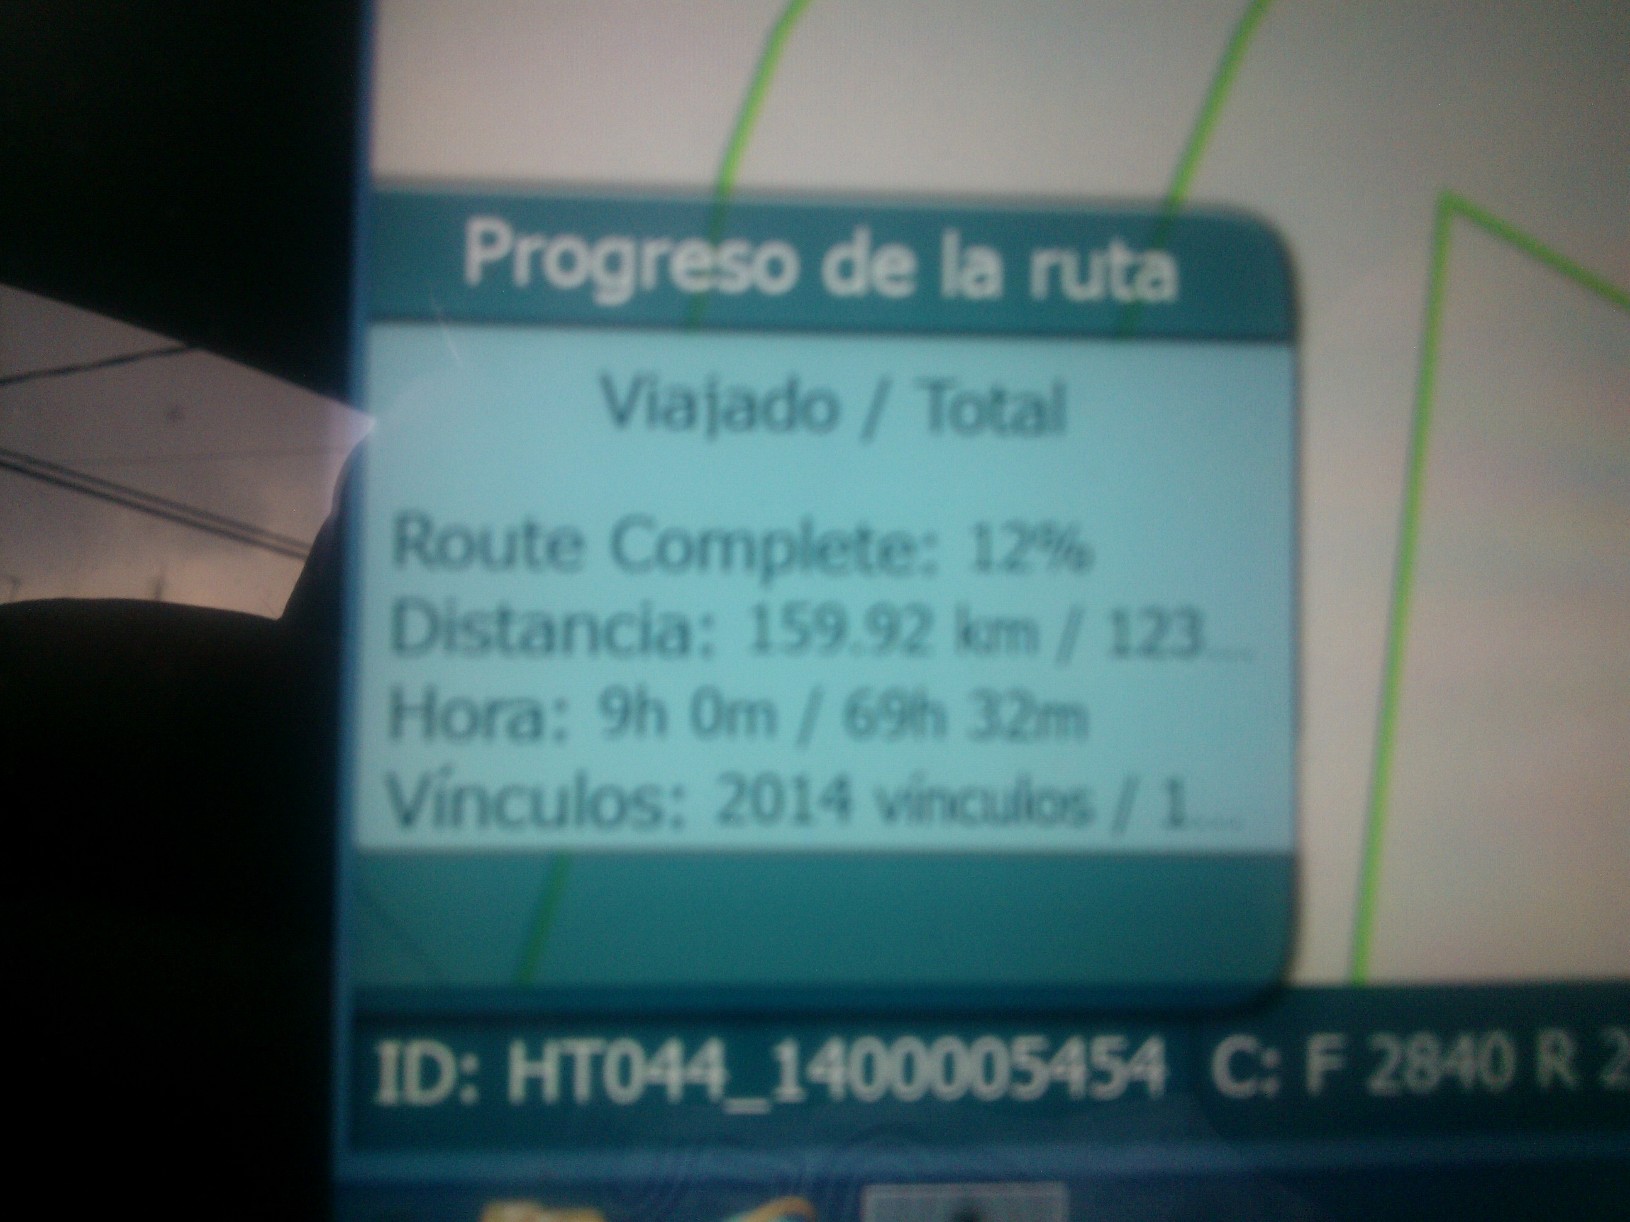 Progreso de la ruta
Viajado / Total
Route Complete: 12%
Distancia: 159.92 km / 123...
Hora: 9h 0m / 69h 32m
Vínculos: 2014 vínculos / 1...
ID: HT044_1400005454 C: F 2840 R 2